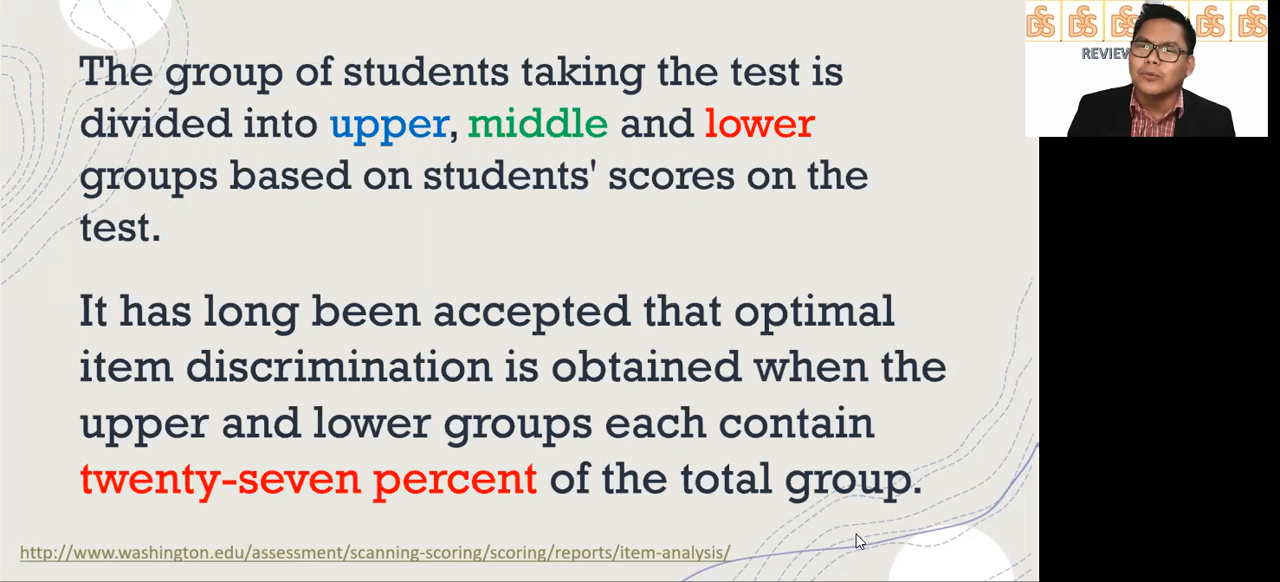 The group of students taking the test is
divided into upper, middle and lower
groups based on students' scores on the
test.
It has long been accepted that optimal
item discrimination is obtained when the
upper and lower groups each contain
twenty-seven percent of the total group.
http://www.washington.edu/assessment/scanning-scoring/scoring/reports/item-analysis/